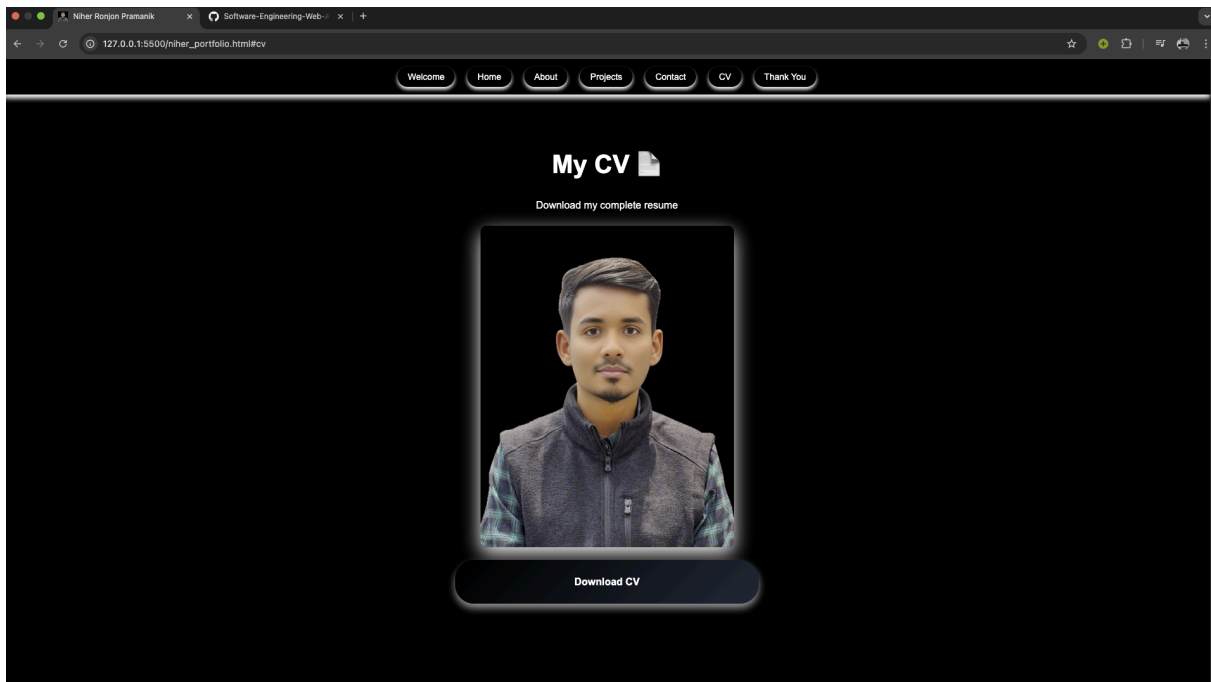 Niher Ronjon Pramanik
Software-Engineering-Web-A
127.0.0.1:5500/niher_portfolio.html#cv
Welcome Home About Projects Contact CV Thank You
My CV
Download my complete resume
Download CV